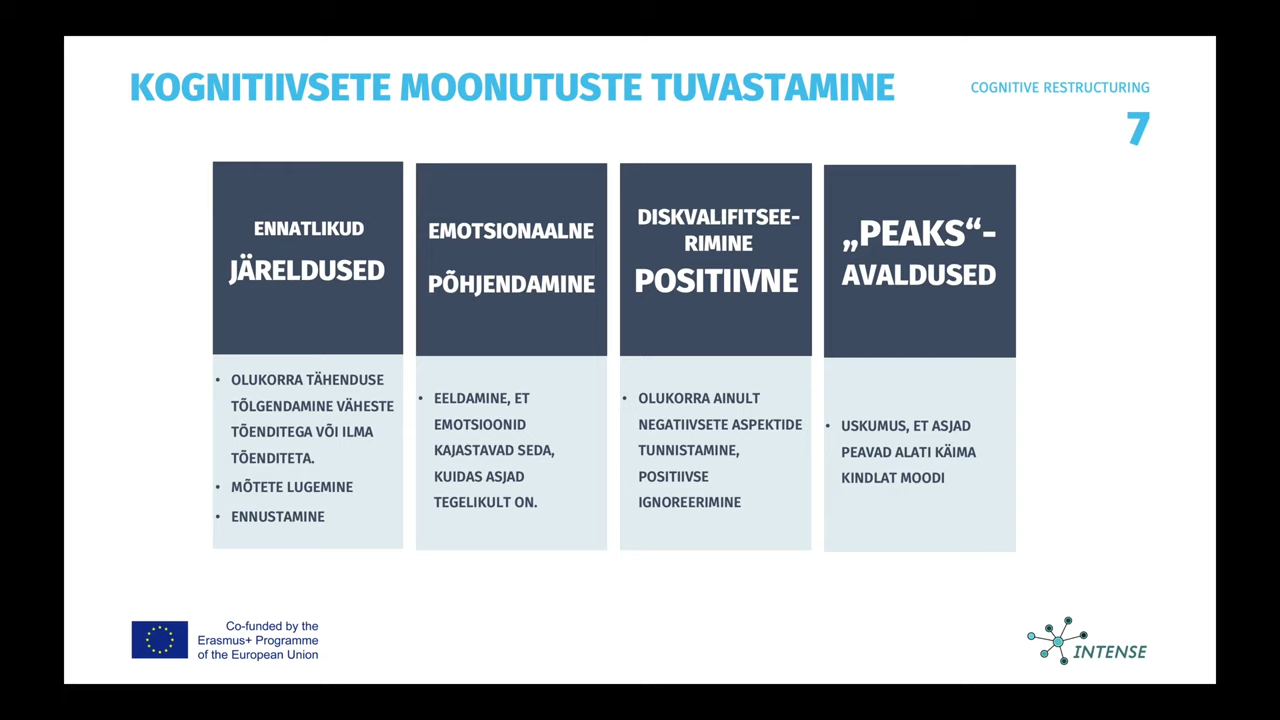 KOGNITIIVSETE MOONUTUSTE TUVASTAMINE
COGNITIVE RESTRUCTURING
7
ENNATLIKUD
JÄRELDUSED
• OLUKORRA TÄHENDUSE
TÕLGENDAMINE VÄHESTE
TÕENDITEGA VÕI ILMA
TÕENDITETA.
• MÕTETE LUGEMINE
• ENNUSTAMINE
EMOTSIONAALNE
PÕHJENDAMINE
• EELDAMINE, ET
EMOTSIOONID
KAJASTAVAD SEDA,
KUIDAS ASJAD
TEGELIKULT ON.
DISKVALIFITSEE-
RIMINE
POSITIIVNE
• OLUKORRA AINULT
NEGATIIVSETE ASPEKTIDE
TUNNISTAMINE,
POSITIIVSE
IGNOREERIMINE
„PEAKS“-
AVALDUSED
• USKUMUS, ET ASJAD
PEAVAD ALATI KÄIMA
KINDLAT MOODI
Co-funded by the
Erasmus+ Programme
of the European Union
INTENSE